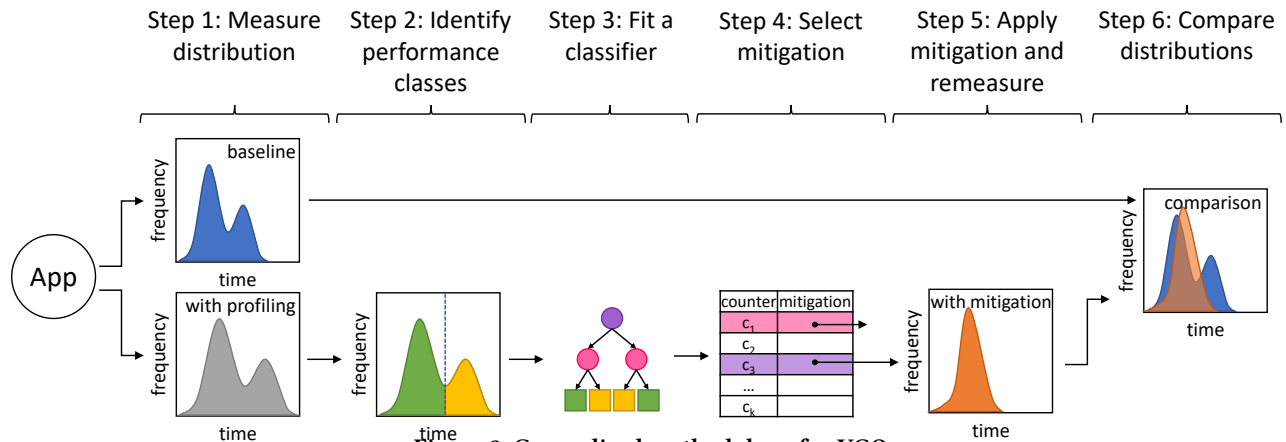 Step 1: Measure
distribution
Step 2: Identify
performance
classes
Step 3: Fit a
classifier
Step 4: Select
mitigation
Step 5: Apply
mitigation and
remeasure
Step 6: Compare
distributions
App
baseline
frequency
time
with profiling
frequency
time
time
counter mitigation
c1
c2
c3
...
ck
with mitigation
frequency
time
comparison
frequency
time